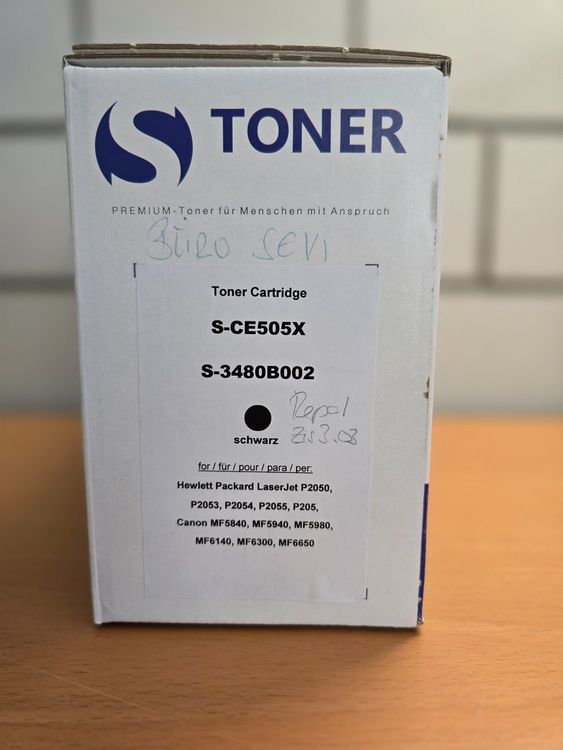 S TONER
PREMIUM-Toner für Menschen mit Anspruch
BÜRO SEVI
Toner Cartridge
S-CE505X
S-3480B002
schwarz
for / für / pour / para / per:
Hewlett Packard LaserJet P2050,
P2053, P2054, P2055, P205,
Canon MF5840, MF5940, MF5980,
MF6140, MF6300, MF6650